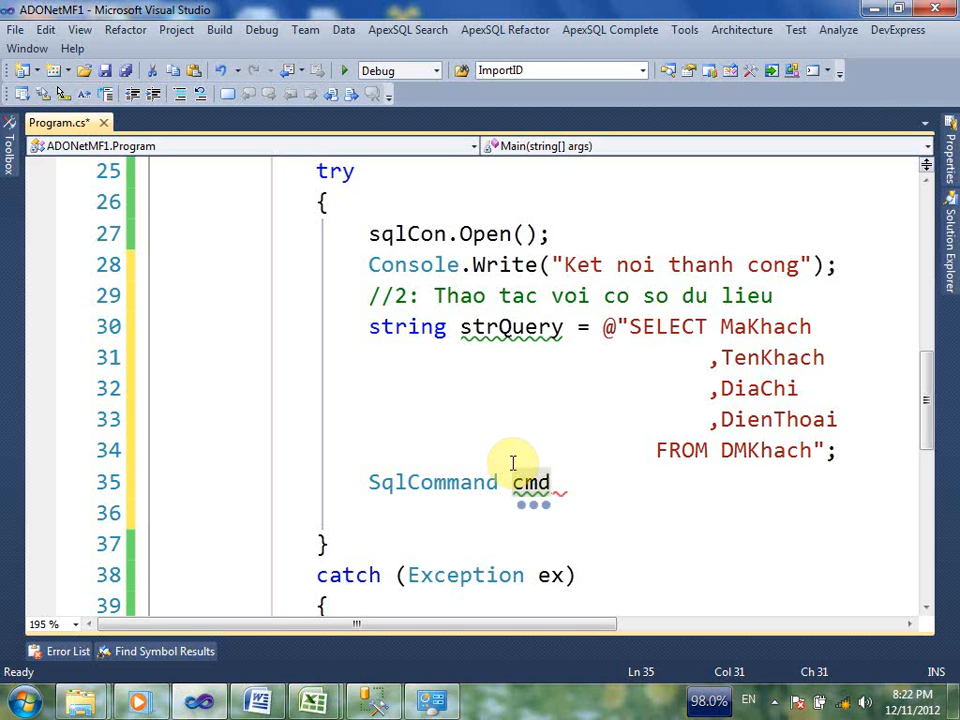 ADONetMF1 - Microsoft Visual Studio
File Edit View Refactor Project Build Debug Team Data ApexSQL Search ApexSQL Refactor ApexSQL Complete Tools Architecture Test Analyze DevExpress
Window Help
Debug ImportID
Program.cs*
ADONetMF1.Program Main(string[] args)
Toolbox
Properties
Solution Explorer
25 try
26 {
27 sqlCon.Open();
28 Console.Write("Ket noi thanh cong");
29 //2: Thao tac voi co so du lieu
30 string strQuery = @"SELECT MaKhach
31 ,TenKhach
32 ,DiaChi
33 ,DienThoai
34 FROM DMKhach";
35 SqlCommand cmd
36
37 }
38 catch (Exception ex)
39 {
195 %
Error List Find Symbol Results
Ready Ln 35 Col 31 Ch 31 INS
98.0% EN 8:22 PM
12/11/2012